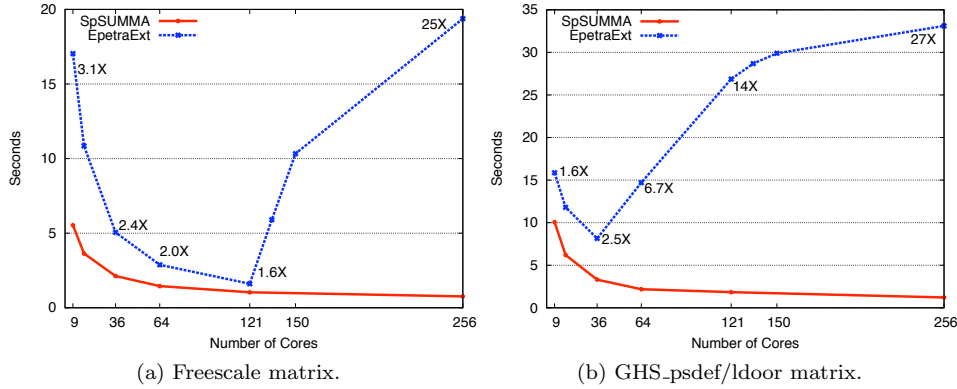 SpSUMMA
EpetraExt
20
15
10
5
0
Seconds
3.1X
2.4X
2.0X
1.6X
25X
9 36 64 121 150 256
Number of Cores
(a) Freescale matrix.
SpSUMMA
EpetraExt
35
30
25
20
15
10
5
0
Seconds
1.6X
2.5X
6.7X
14X
27X
9 36 64 121 150 256
Number of Cores
(b) GHS_psdef/ldoor matrix.